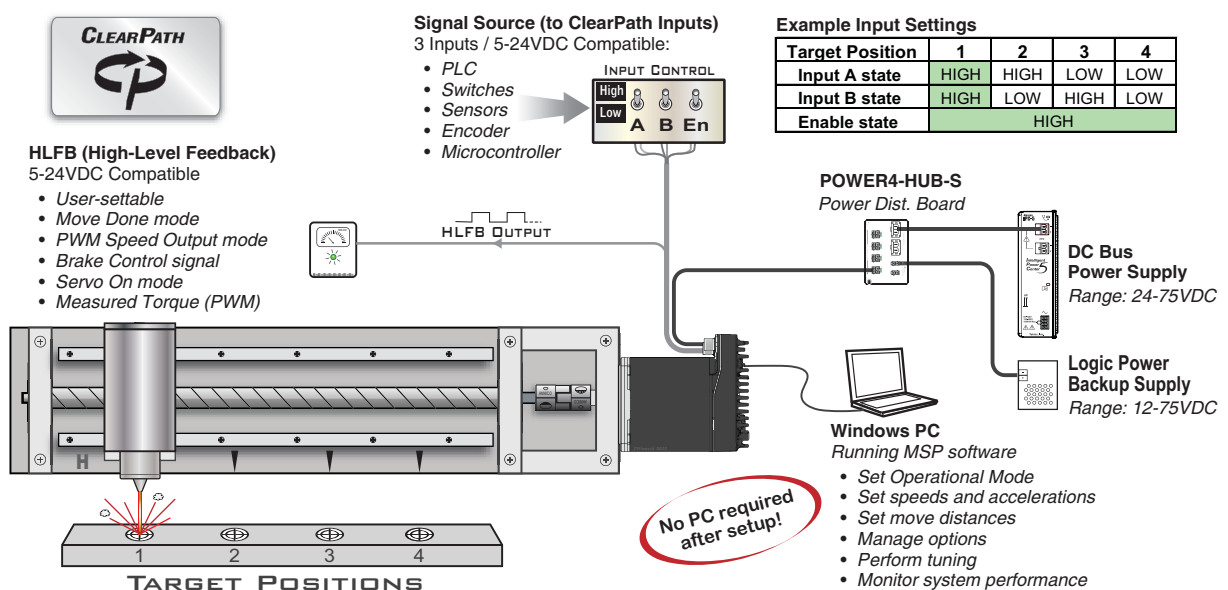 CLEARPATH
HLFB (High-Level Feedback)
5-24VDC Compatible
• User-settable
• Move Done mode
• PWM Speed Output mode
• Brake Control signal
• Servo On mode
• Measured Torque (PWM)
Signal Source (to ClearPath Inputs)
3 Inputs / 5-24VDC Compatible:
• PLC
• Switches
• Sensors
• Encoder
• Microcontroller
INPUT CONTROL
High
Low
A B En
HLFB OUTPUT
Example Input Settings
Target Position 1 2 3 4
Input A state HIGH HIGH LOW LOW
Input B state HIGH LOW HIGH LOW
Enable state HIGH
POWER4-HUB-S
Power Dist. Board
DC Bus
Power Supply
Range: 24-75VDC
Intelligent
Power
Center 5
Logic Power
Backup Supply
Range: 12-75VDC
Windows PC
Running MSP software
• Set Operational Mode
• Set speeds and accelerations
• Set move distances
• Manage options
• Perform tuning
• Monitor system performance
No PC required
after setup!
H
1 2 3 4
TARGET POSITIONS